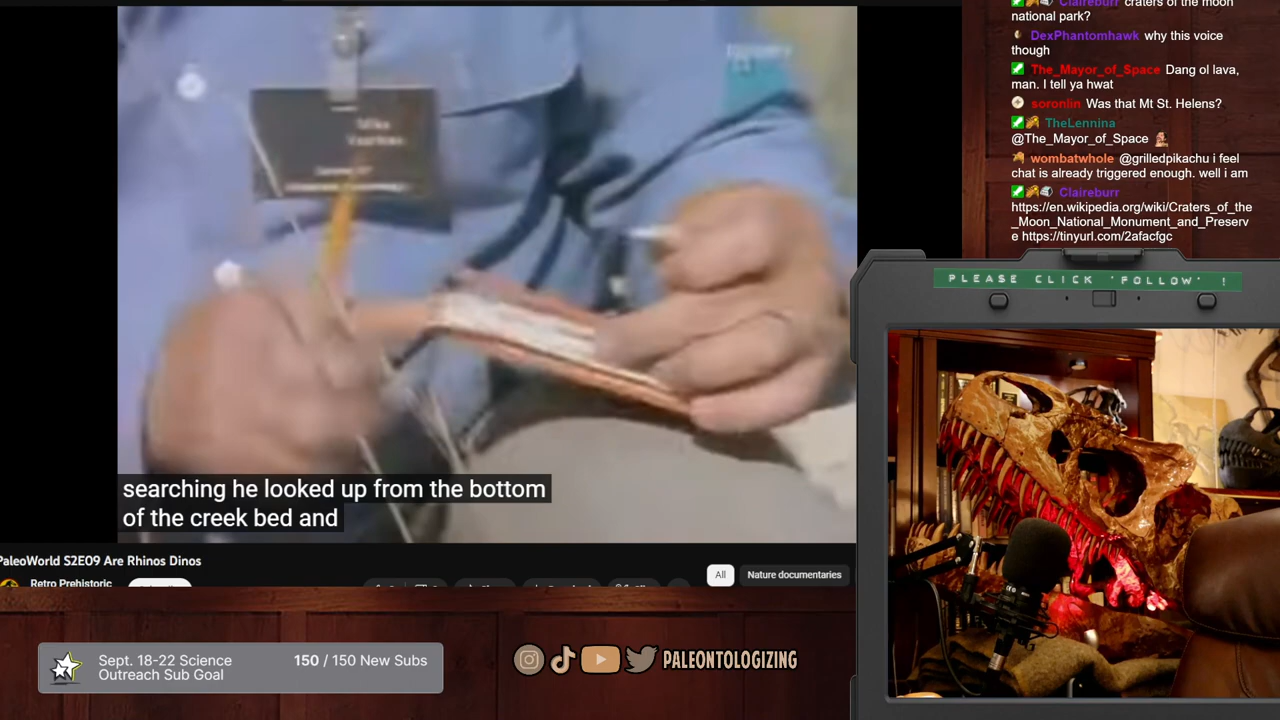 Claireburr craters of the moon
national park?
DexPhantomhawk why this voice
though
The_Mayor_of_Space Dang ol lava,
man. I tell ya hwat
soronlin Was that Mt St. Helens?
TheLennina
@The_Mayor_of_Space
wombatwhole @grilledpikachu i feel
chat is already triggered enough. well i am
Claireburr
https://en.wikipedia.org/wiki/Craters_of_the
_Moon_National_Monument_and_Preserv
e https://tinyurl.com/2afacfgc
PLEASE CLICK 'FOLLOW' !
Mike
searching he looked up from the bottom
of the creek bed and
PaleoWorld S2E09 Are Rhinos Dinos
Retro Prehistoric
All
Nature documentaries
Sept. 18-22 Science
Outreach Sub Goal
150 / 150 New Subs
PALEONTOLOGIZING